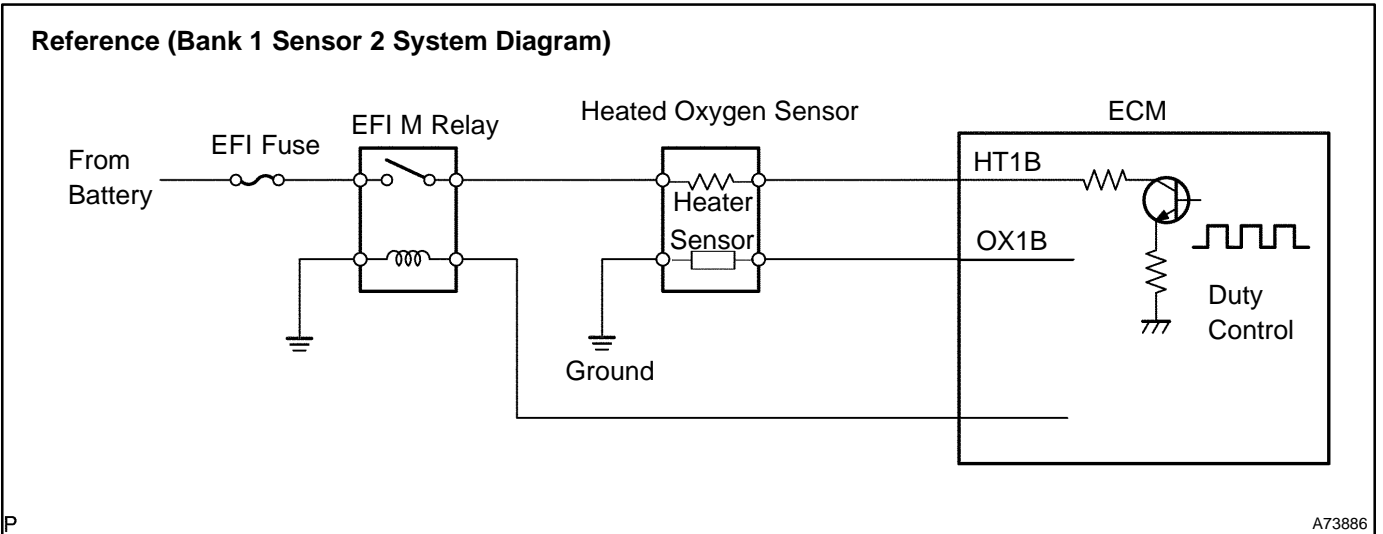 Reference (Bank 1 Sensor 2 System Diagram)
Heated Oxygen Sensor
ECM
EFI M Relay
EFI Fuse
From
Battery
HT1B
Heater
Sensor
OX1B
Duty
Control
Ground
P
A73886